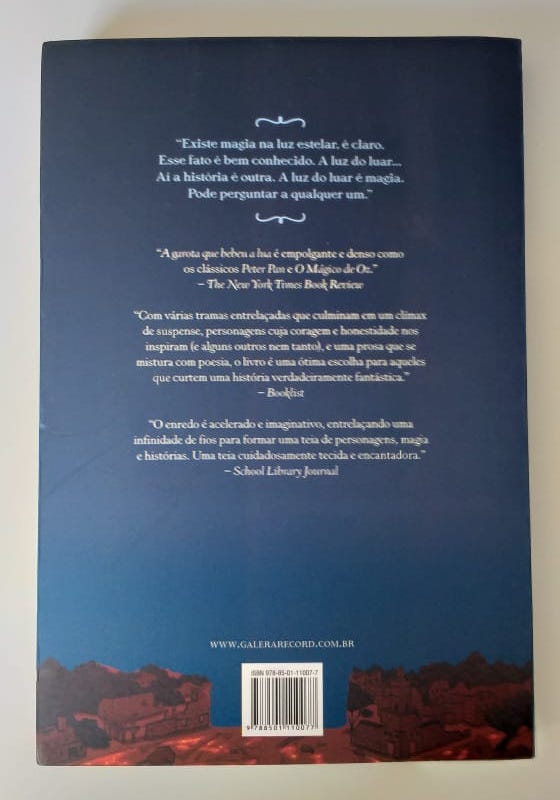 “Existe magia na luz estelar, é claro.
Esse fato é bem conhecido. A luz do luar...
Aí a história é outra. A luz do luar é magia.
Pode perguntar a qualquer um.”
“A garota que bebeu a lua é empolgante e denso como
os clássicos Peter Pan e O Mágico de Oz.”
– The New York Times Book Review
“Com várias tramas entrelaçadas que culminam em um clímax
de suspense, personagens cuja coragem e honestidade nos
inspiram (e alguns outros nem tanto), e uma prosa que se
mistura com poesia, o livro é uma ótima escolha para aqueles
que curtem uma história verdadeiramente fantástica.”
– Booklist
“O enredo é acelerado e imaginativo, entrelaçando uma
infinidade de fios para formar uma teia de personagens, magia
e histórias. Uma teia cuidadosamente tecida e encantadora.”
– School Library Journal
WWW.GALERARECORD.COM.BR
ISBN 978-85-01-11007-7
9 788501 110077